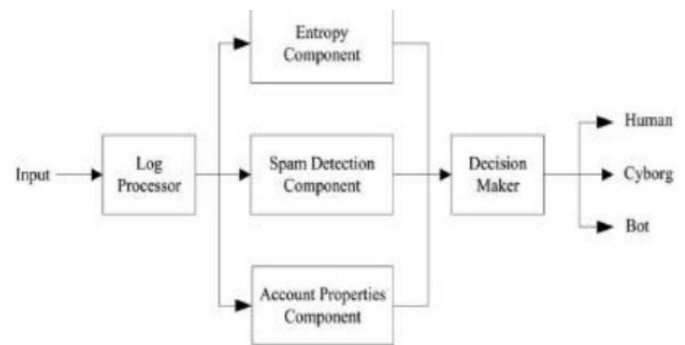 Entropy
Component
Input
Log
Processor
Spam Detection
Component
Decision
Maker
Human
Cyborg
Bot
Account Properties
Component